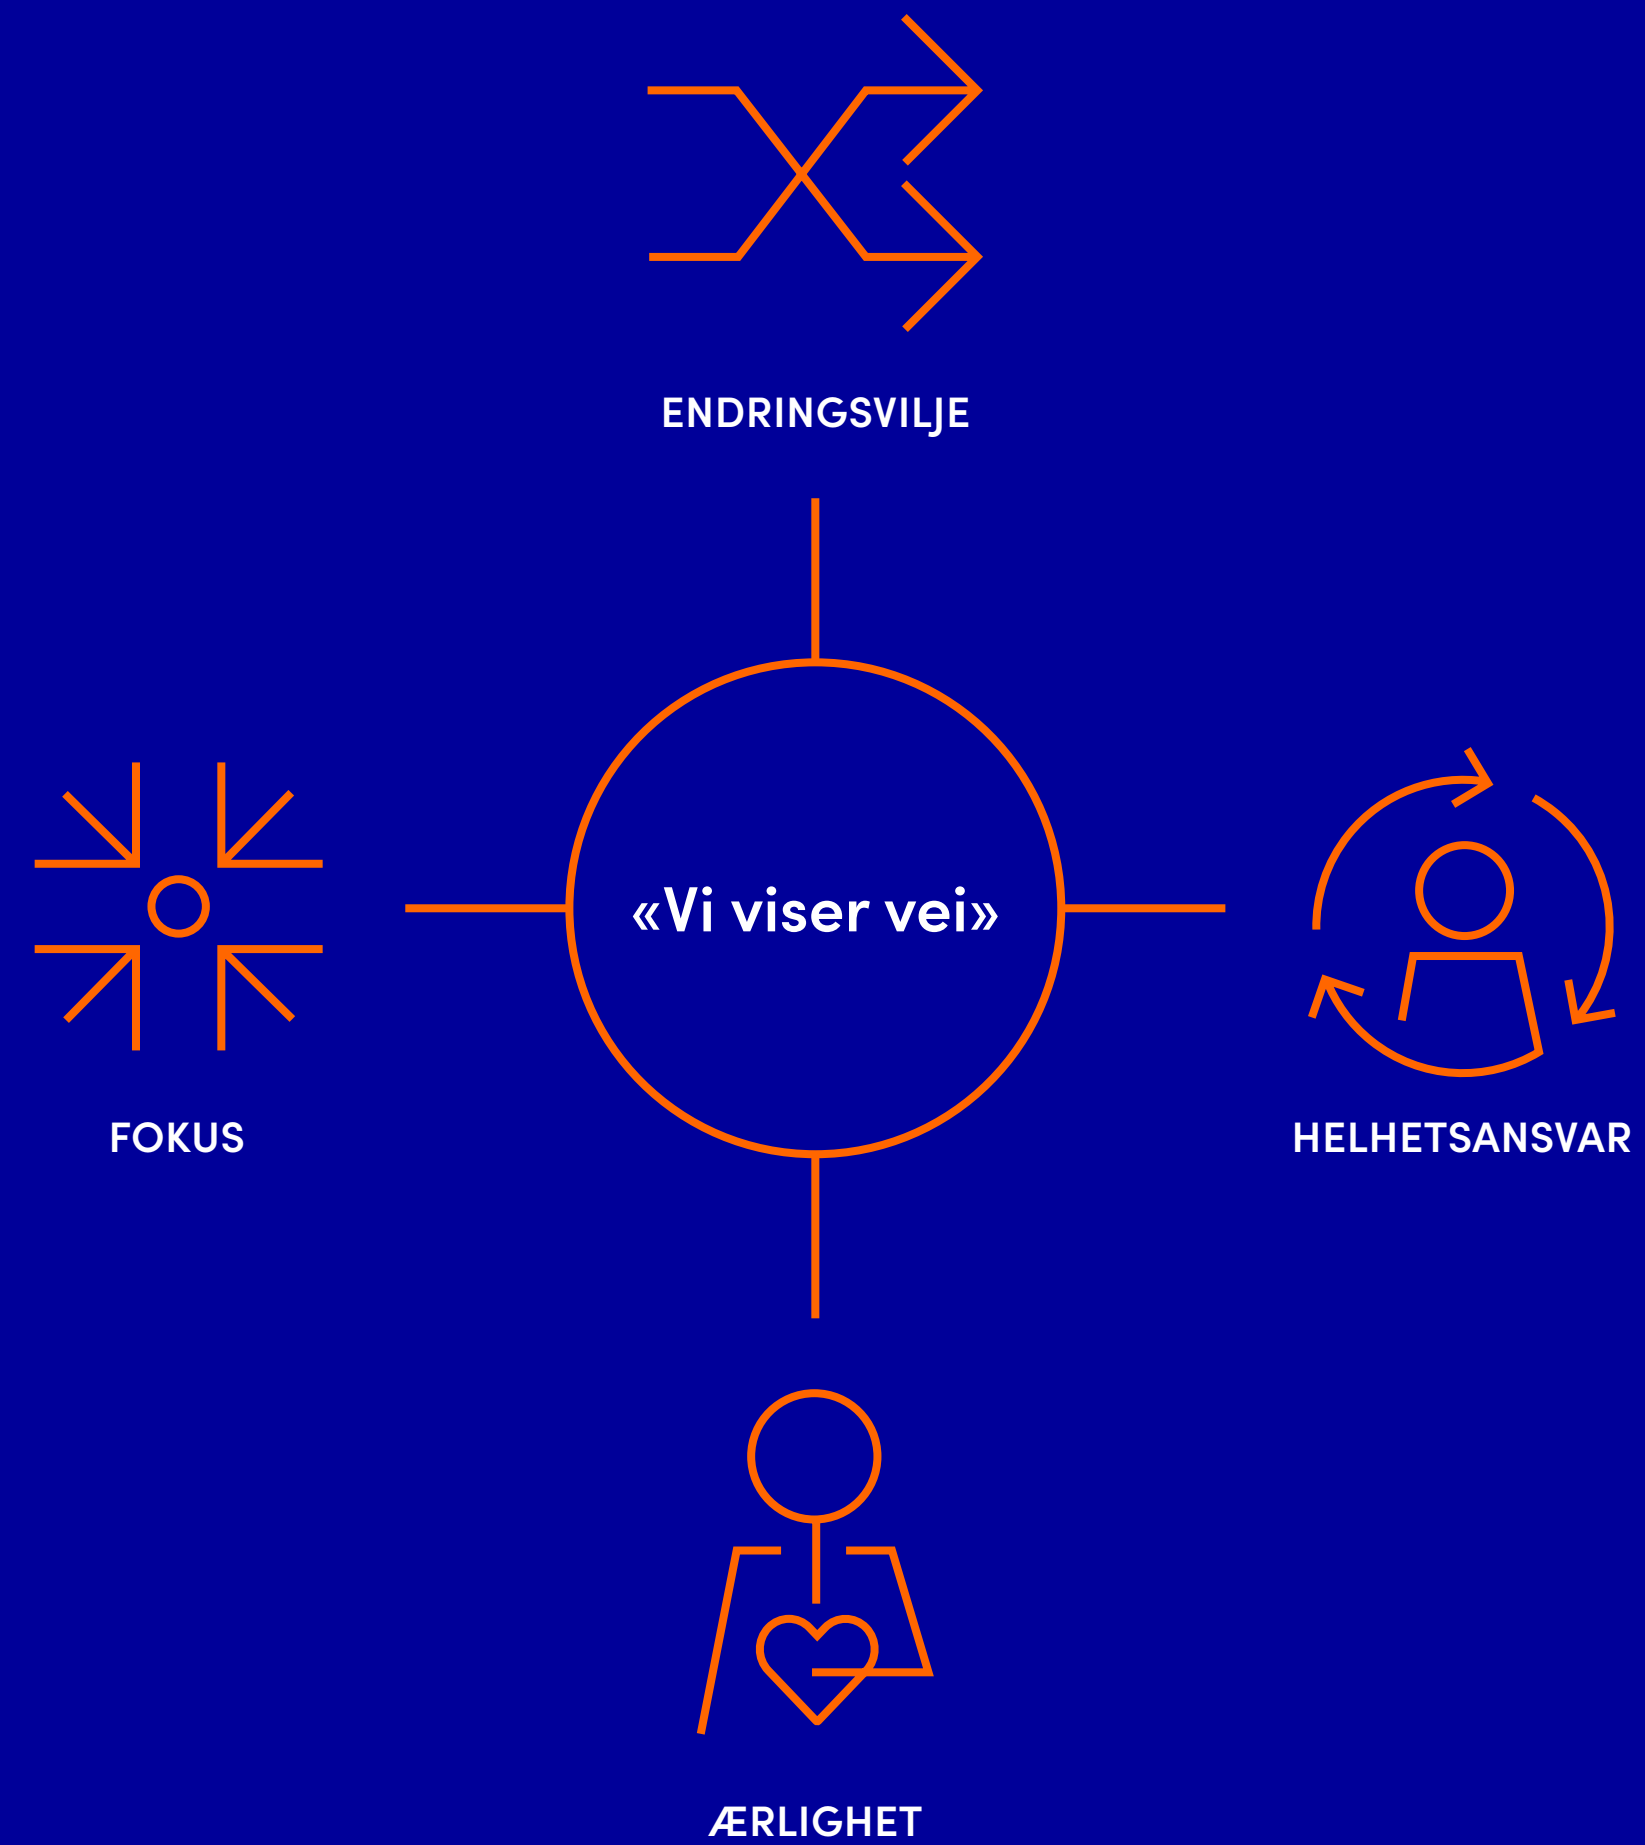 ENDRINGSVILJE
«Vi viser vei»
FOKUS
HELHETSANSVAR
ÆRLIGHET